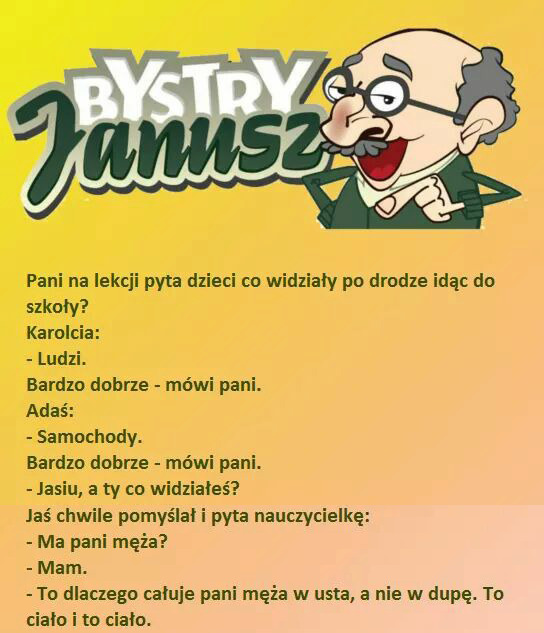 BYSTRY
Janusz
Pani na lekcji pyta dzieci co widziały po drodze idąc do
szkoły?
Karolcia:
- Ludzi.
Bardzo dobrze - mówi pani.
Adaś:
- Samochody.
Bardzo dobrze - mówi pani.
- Jasiu, a ty co widziałeś?
Jaś chwile pomyślał i pyta nauczycielkę:
- Ma pani męża?
- Mam.
- To dlaczego całuje pani męża w usta, a nie w dupę. To
ciało i to ciało.